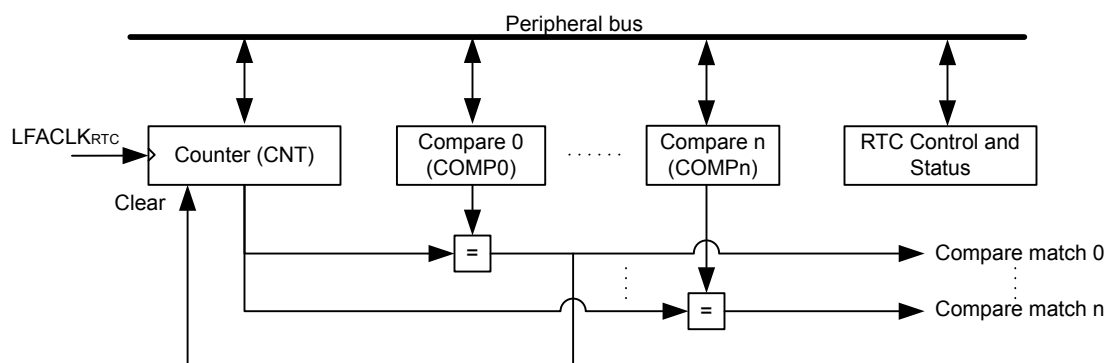 Peripheral bus
LFACLKRTC
Counter (CNT)
Compare 0
(COMP0)
. . . . . .
Compare n
(COMPn)
RTC Control and
Status
Clear
=
Compare match 0
=
Compare match n